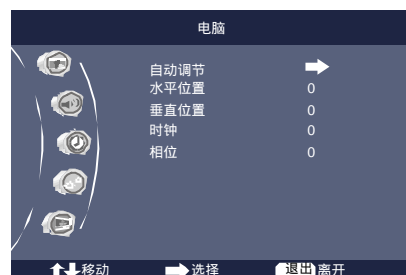 电脑
自动调节
水平位置 0
垂直位置 0
时钟 0
相位 0
移动 选择 退出 离开